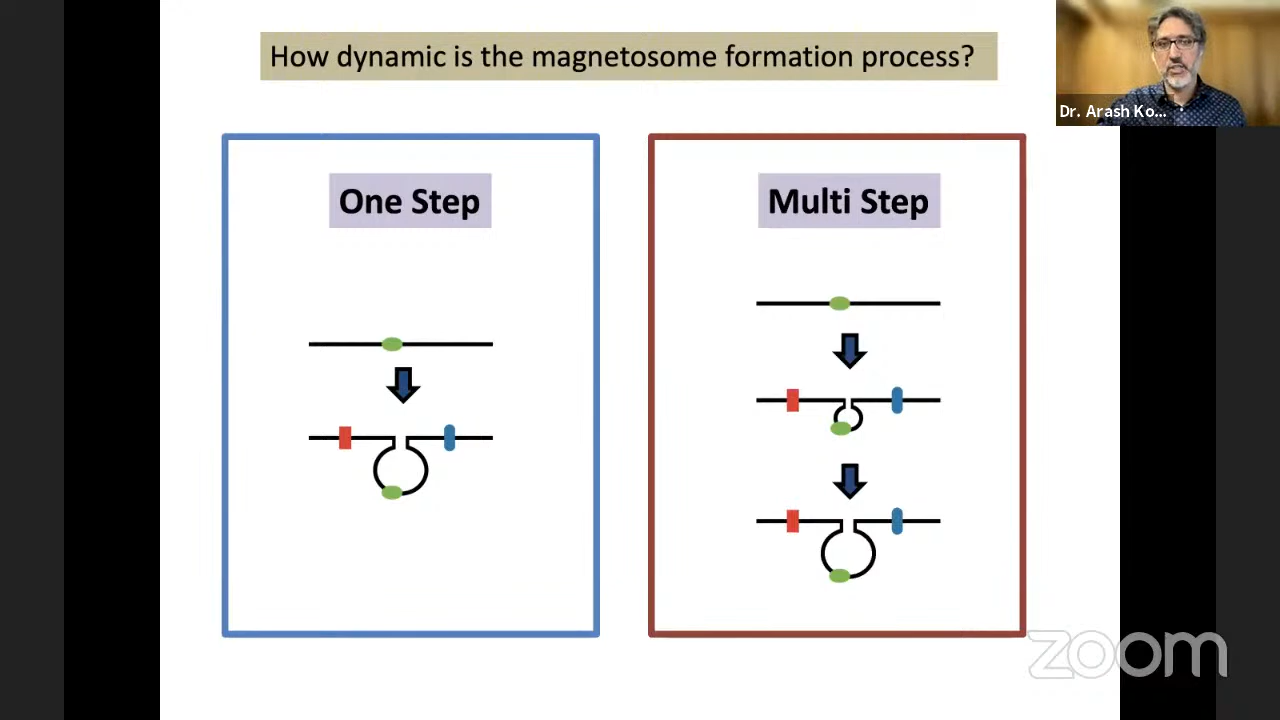 How dynamic is the magnetosome formation process?
Dr. Arash Ko...
One Step
Multi Step
zoom